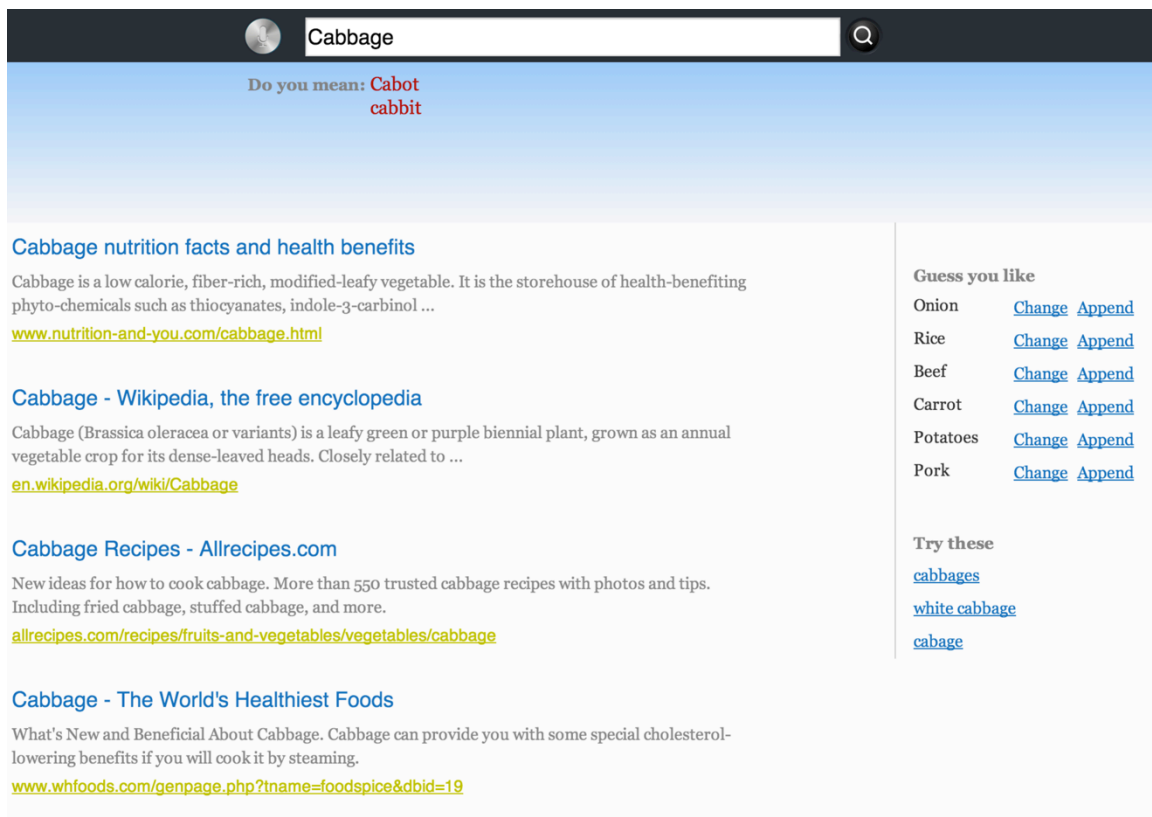 Cabbage
Do you mean: Cabot
cabbit
Cabbage nutrition facts and health benefits
Cabbage is a low calorie, fiber-rich, modified-leafy vegetable. It is the storehouse of health-benefiting
phyto-chemicals such as thiocyanates, indole-3-carbinol ...
www.nutrition-and-you.com/cabbage.html
Cabbage - Wikipedia, the free encyclopedia
Cabbage (Brassica oleracea or variants) is a leafy green or purple biennial plant, grown as an annual
vegetable crop for its dense-leaved heads. Closely related to ...
en.wikipedia.org/wiki/Cabbage
Cabbage Recipes - Allrecipes.com
New ideas for how to cook cabbage. More than 550 trusted cabbage recipes with photos and tips.
Including fried cabbage, stuffed cabbage, and more.
allrecipes.com/recipes/fruits-and-vegetables/vegetables/cabbage
Cabbage - The World's Healthiest Foods
What's New and Beneficial About Cabbage. Cabbage can provide you with some special cholesterol-
lowering benefits if you will cook it by steaming.
www.whfoods.com/genpage.php?tname=foodspice&dbid=19
Guess you like
Onion Change Append
Rice Change Append
Beef Change Append
Carrot Change Append
Potatoes Change Append
Pork Change Append
Try these
cabbages
white cabbage
cabage